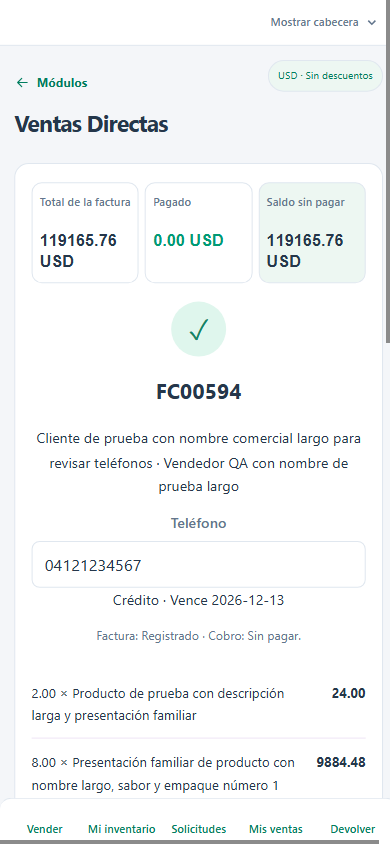 Mostrar cabecera
← Módulos
USD · Sin descuentos
Ventas Directas
Total de la factura
119165.76
USD
Pagado
0.00 USD
Saldo sin pagar
119165.76
USD
✓
FC00594
Cliente de prueba con nombre comercial largo para
revisar teléfonos · Vendedor QA con nombre de
prueba largo
Teléfono
04121234567
Crédito · Vence 2026-12-13
Factura: Registrado · Cobro: Sin pagar.
2.00 × Producto de prueba con descripción 24.00
larga y presentación familiar
8.00 × Presentación familiar de producto con 9884.48
nombre largo, sabor y empaque número 1
Vender Mi inventario Solicitudes Mis ventas Devolver